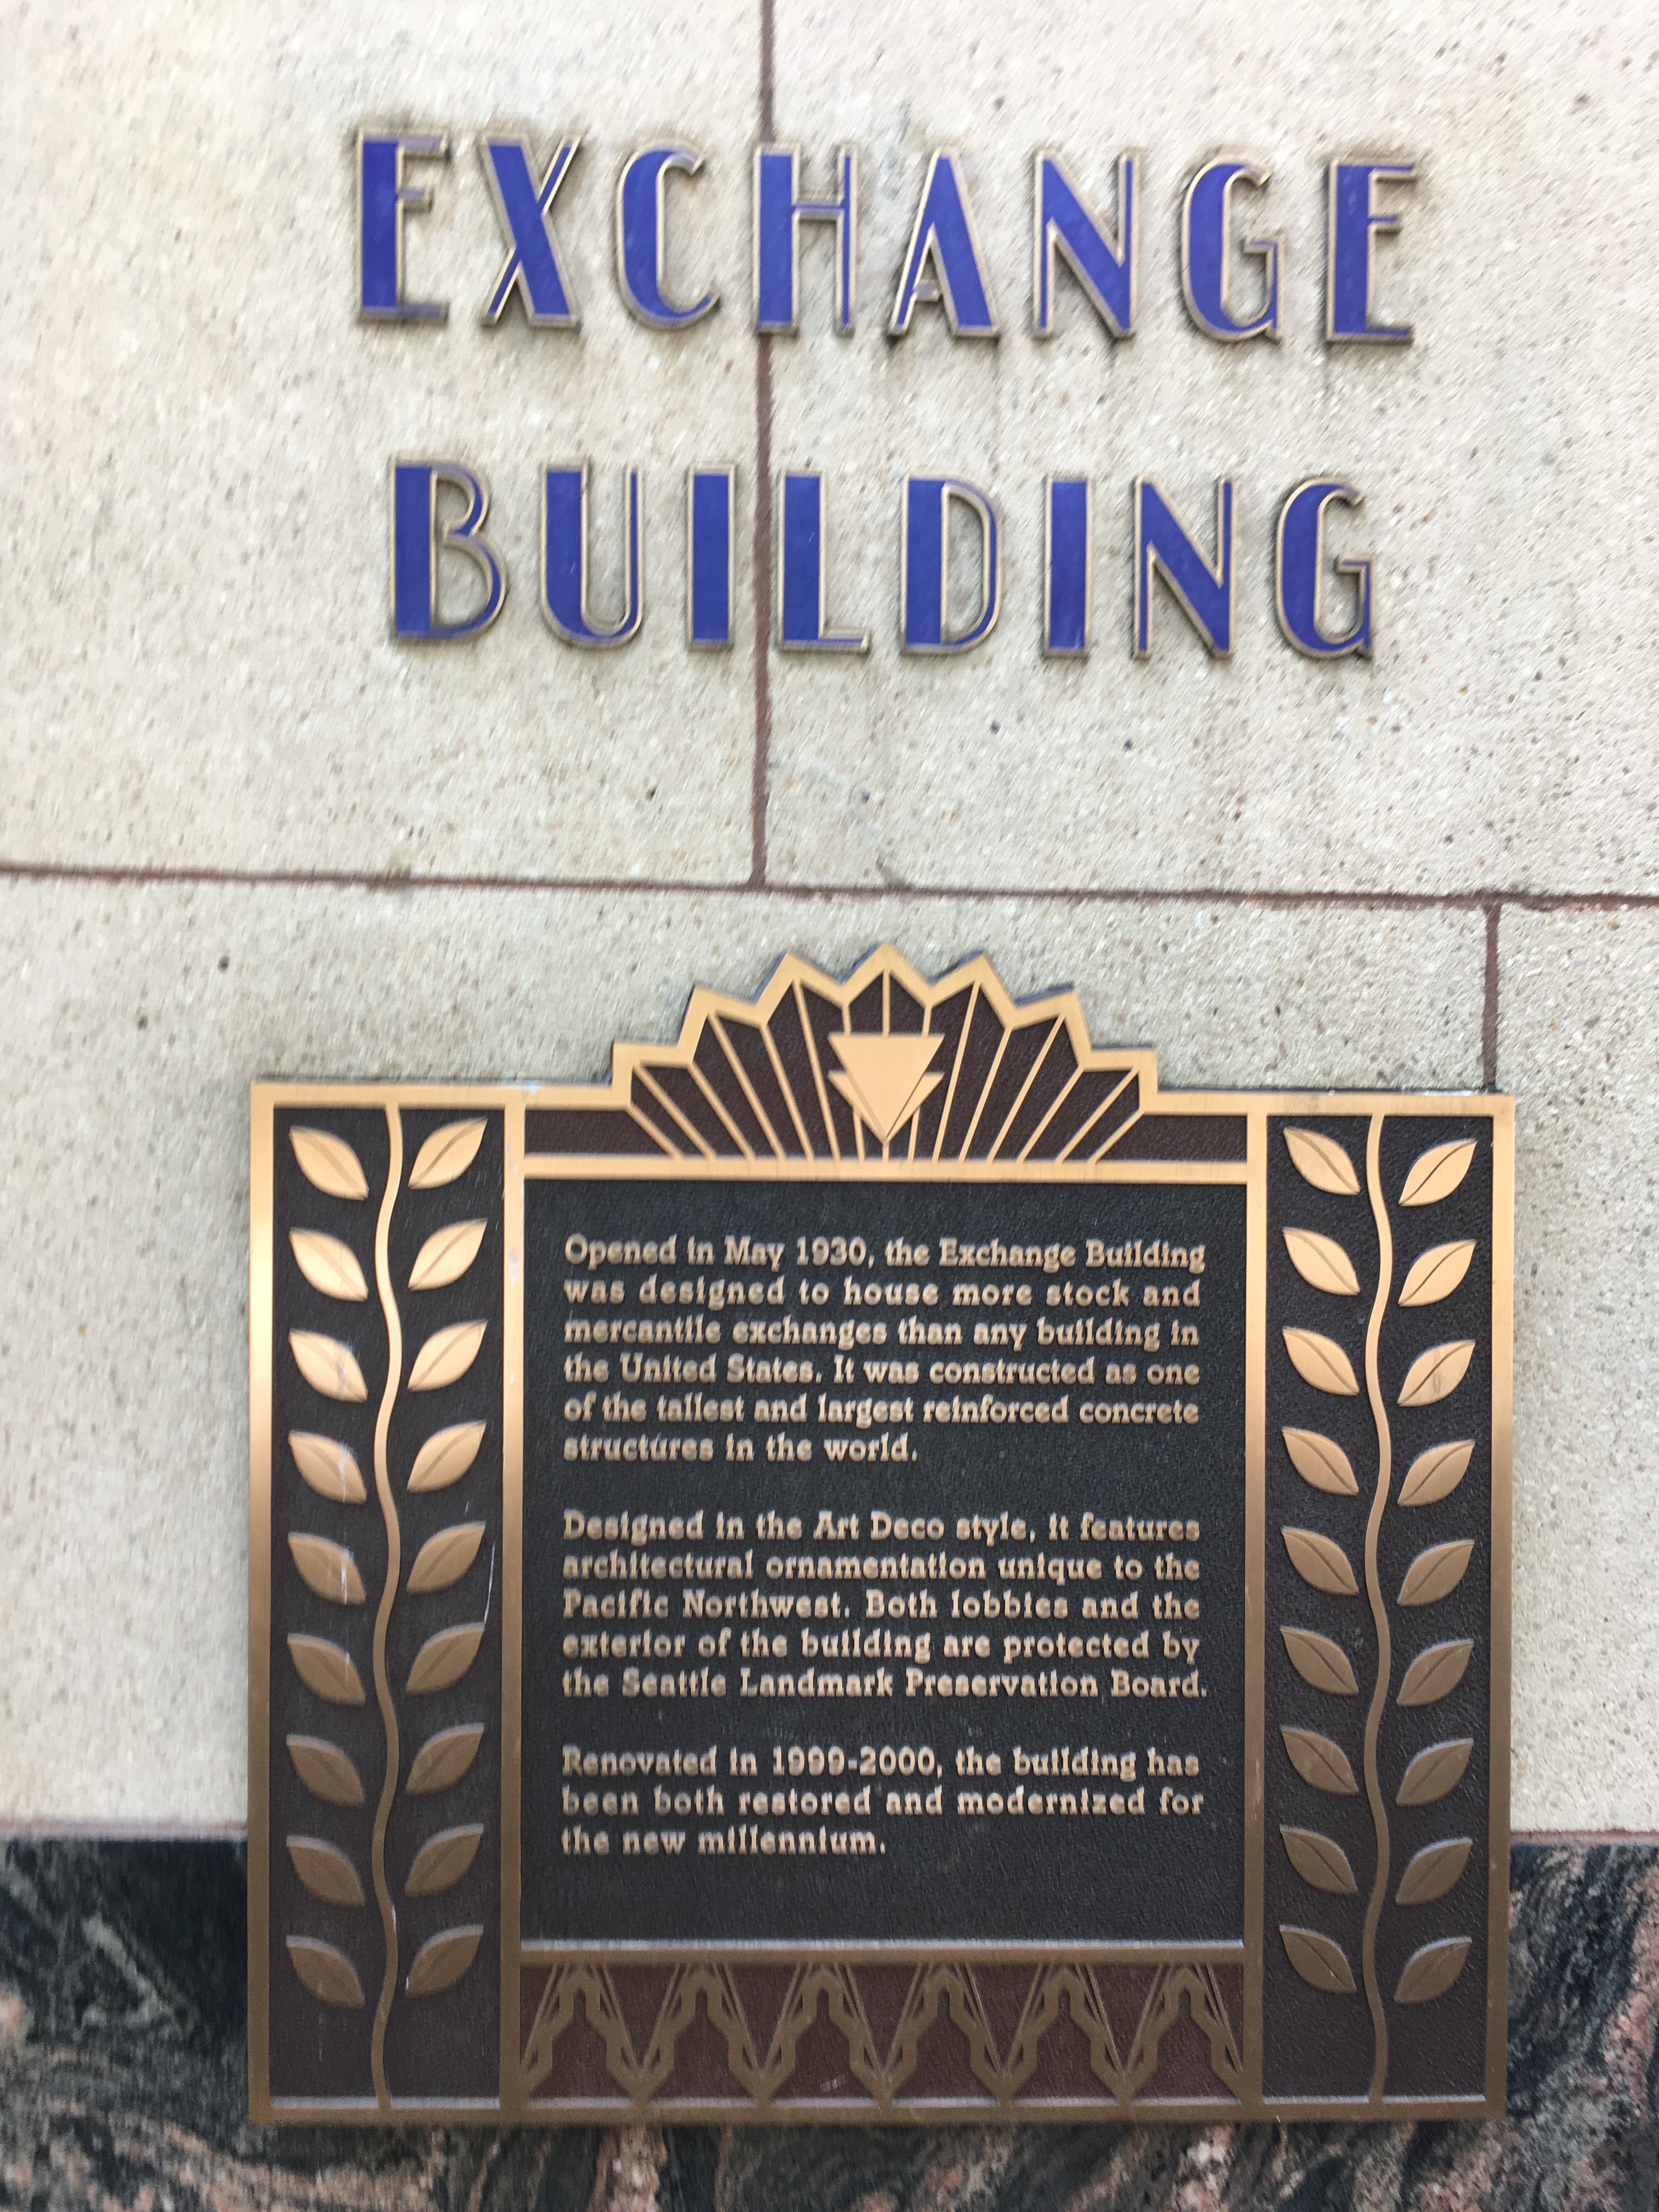 EXCHANGE
BUILDING
Opened in May 1930, the Exchange Building
was designed to house more stock and
mercantile exchanges than any building in
the United States. It was constructed as one
of the tallest and largest reinforced concrete
structures in the world.
Designed in the Art Deco style, it features
architectural ornamentation unique to the
Pacific Northwest. Both lobbies and the
exterior of the building are protected by
the Seattle Landmark Preservation Board.
Renovated in 1999-2000, the building has
been both restored and modernized for
the new millennium.